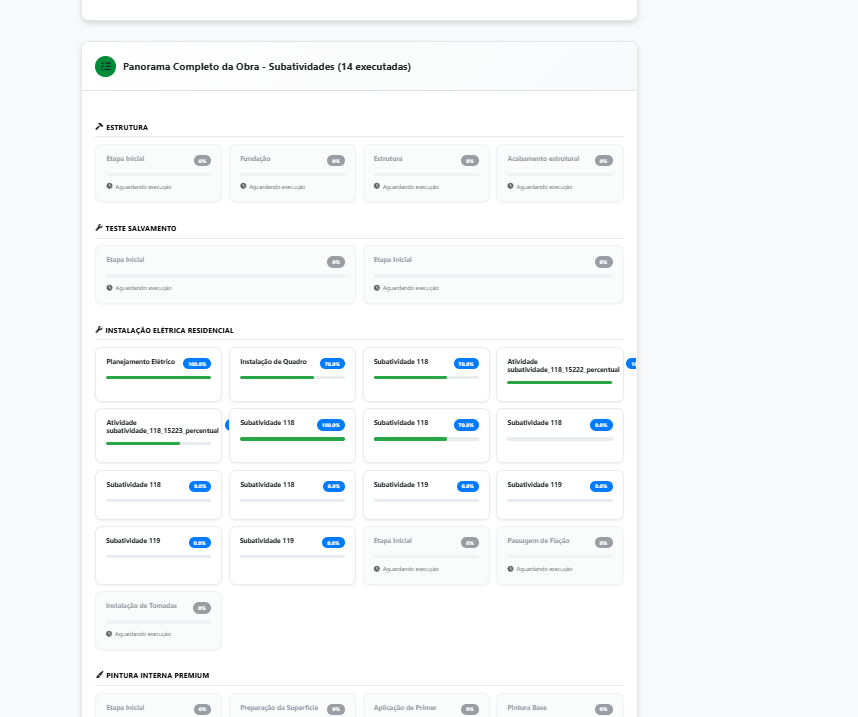 Panorama Completo da Obra - Subatividades (14 executadas)
ESTRUTURA
Etapa Inicial 0% Fundação 0% Estrutura 0% Acabamento estrutural 0%
Aguardando execução Aguardando execução Aguardando execução Aguardando execução
TESTE SALVAMENTO
Etapa Inicial 0% Etapa Inicial 0%
Aguardando execução Aguardando execução
INSTALAÇÃO ELÉTRICA RESIDENCIAL
Planejamento Elétrico 100.0% Instalação de Quadro 70.0% Subatividade 118 70.0% Atividade
subatividade_118_15222_percentual
Atividade
subatividade_118_15223_percentual
Subatividade 118 100.0% Subatividade 118 70.0% Subatividade 118 0.0%
Subatividade 118 0.0% Subatividade 118 0.0% Subatividade 119 0.0% Subatividade 119 0.0%
Subatividade 119 0.0% Subatividade 119 0.0% Etapa Inicial 0% Passagem de Fiação 0%
Aguardando execução Aguardando execução
Instalação de Tomadas 0%
Aguardando execução
PINTURA INTERNA PREMIUM
Etapa Inicial 0% Preparação da Superfície 0% Aplicação de Primer 0% Pintura Base 0%